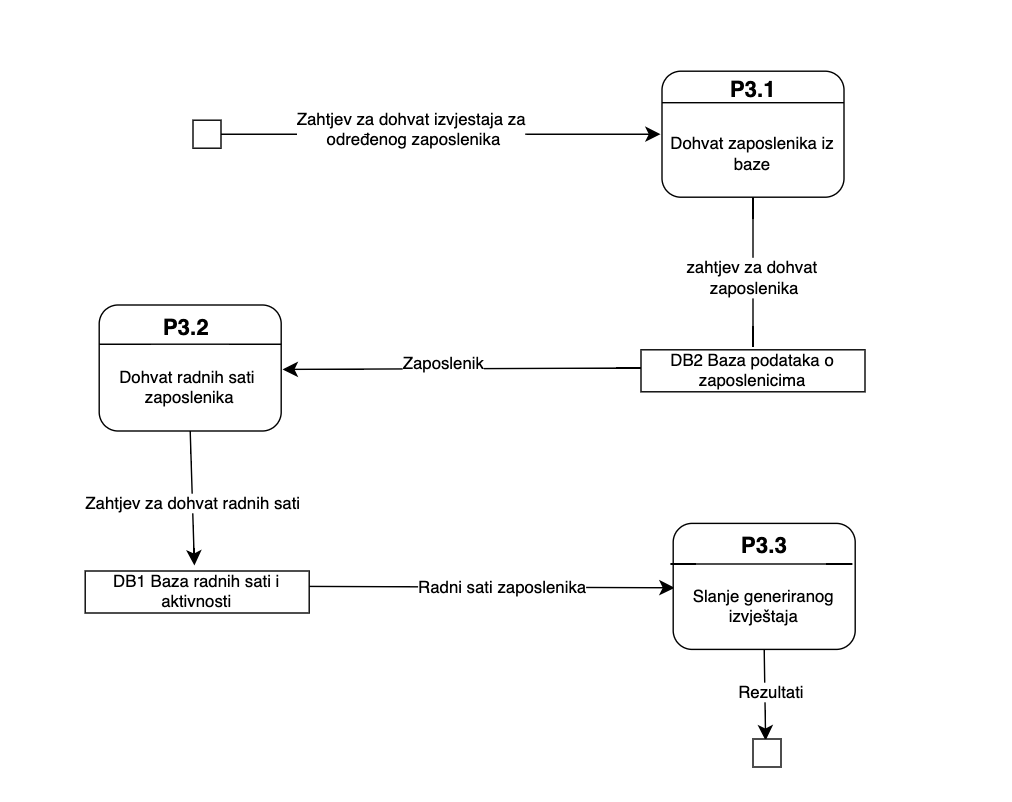 P3.1
Zahtjev za dohvat izvjestaja za
određenog zaposlenika
Dohvat zaposlenika iz
baze
zahtjev za dohvat
zaposlenika
P3.2
Dohvat radnih sati
zaposlenika
Zaposlenik
DB2 Baza podataka o
zaposlenicima
Zahtjev za dohvat radnih sati
P3.3
Slanje generiranog
izvještaja
DB1 Baza radnih sati i
aktivnosti
Radni sati zaposlenika
Rezultati